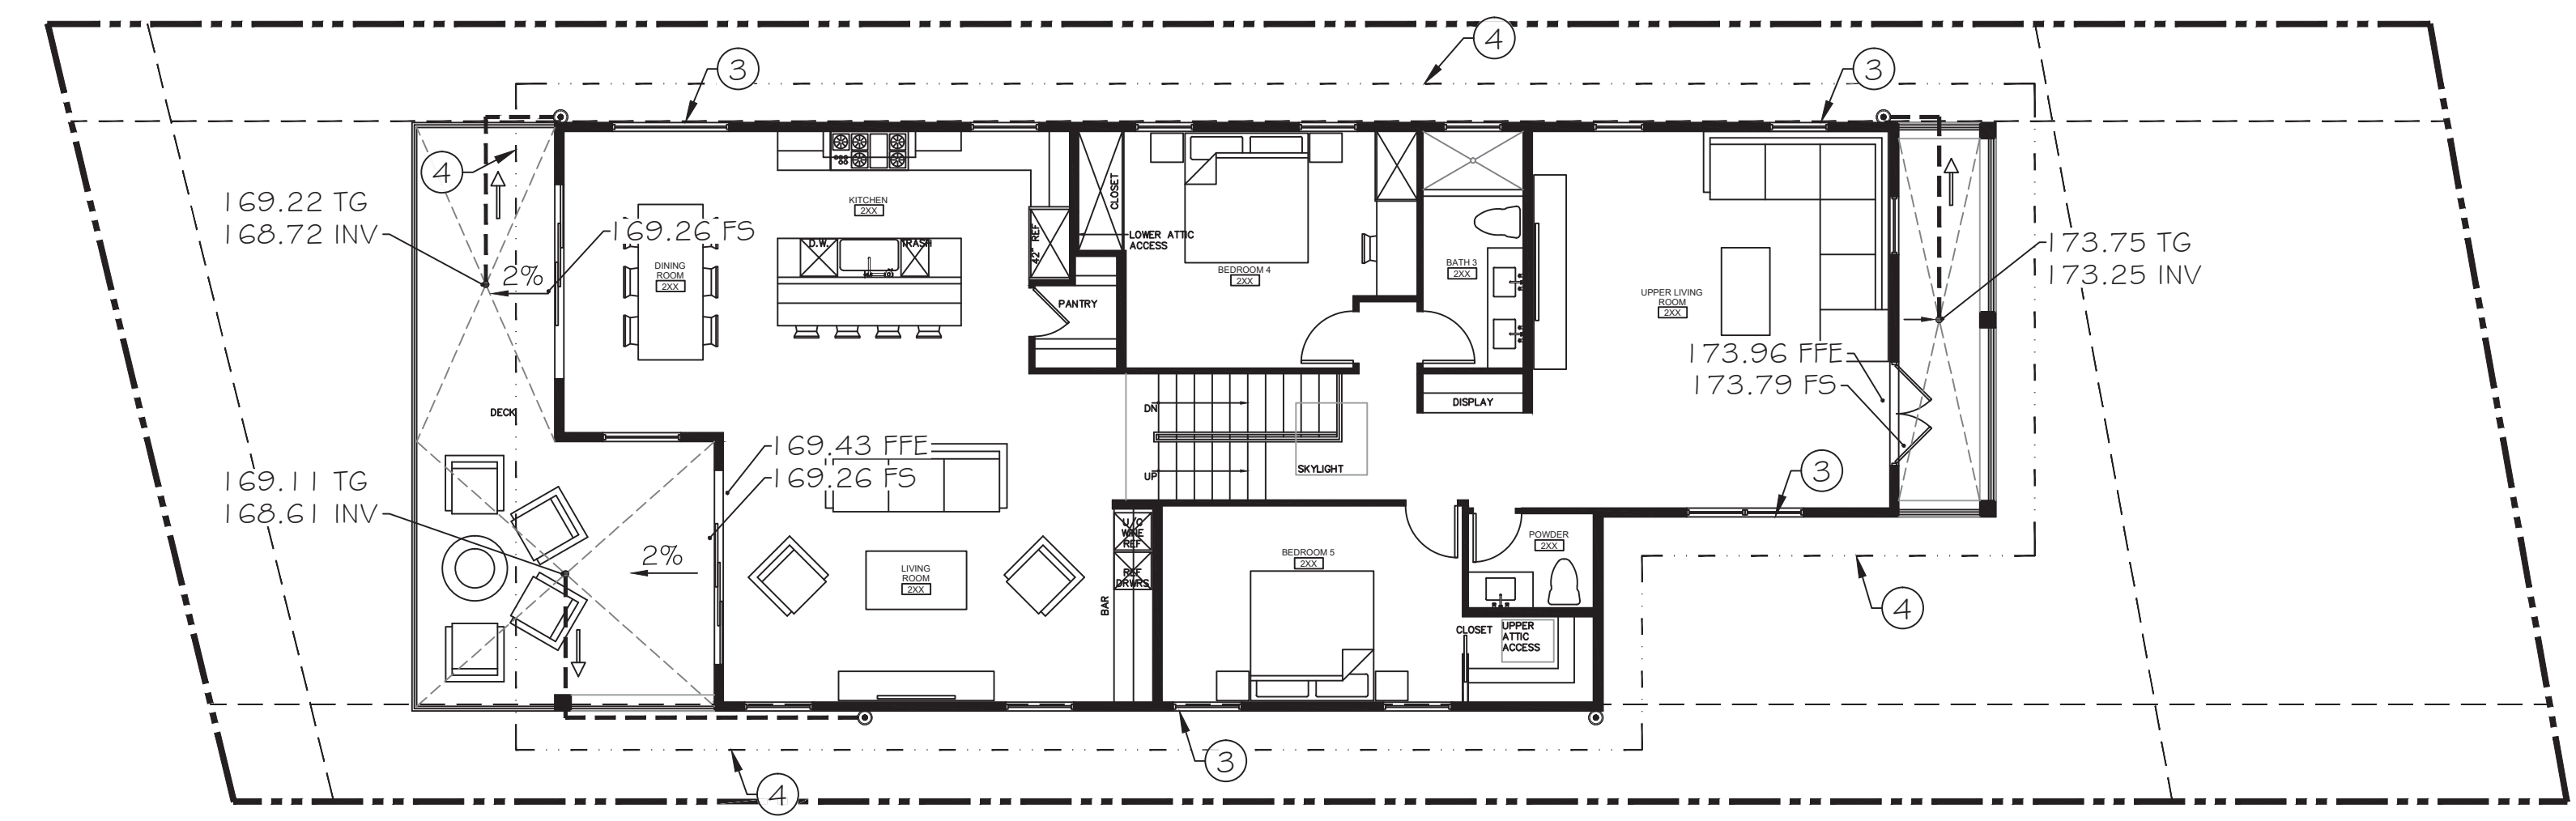 4
3
3
4
169.22 TG
168.72 INV
169.26 FS
2%
KITCHEN
2XX
D.W.
TRASH
42" REF
DINING
ROOM
2XX
CLOSET
LOWER ATTIC
ACCESS
PANTRY
BEDROOM 4
2XX
BATH 3
2XX
UPPER LIVING
ROOM
2XX
173.75 TG
173.25 INV
173.96 FFE
173.79 FS
DECK
DN
UP
DISPLAY
SKYLIGHT
169.43 FFE
169.26 FS
169.11 TG
168.61 INV
2%
LIVING
ROOM
2XX
U/C
WINE
REF
REF
DRWRS
BAR
BEDROOM 5
2XX
POWDER
2XX
CLOSET
UPPER
ATTIC
ACCESS
3
4
3
4